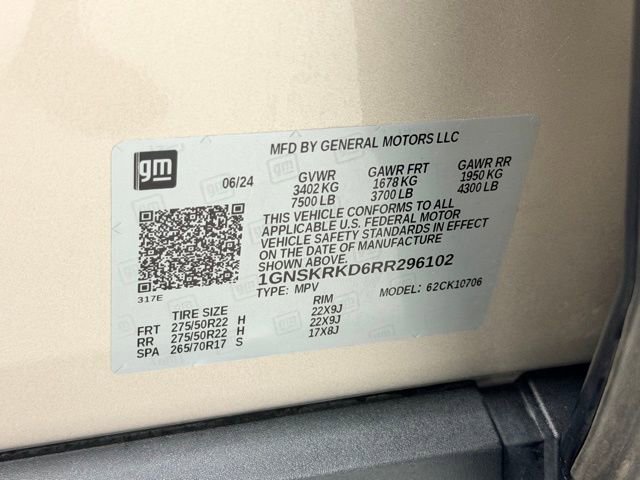 gm
MFD BY GENERAL MOTORS LLC
06/24 GVWR GAWR FRT GAWR RR
3402 KG 1678 KG 1950 KG
7500 LB 3700 LB 4300 LB
THIS VEHICLE CONFORMS TO ALL
APPLICABLE U.S. FEDERAL MOTOR
VEHICLE SAFETY STANDARDS IN EFFECT
ON THE DATE OF MANUFACTURE
SHOWN ABOVE.
317E
1GNSKRKD6RR296102
TYPE: MPV MODEL: 62CK10706
TIRE SIZE RIM
FRT 275/50R22 H 22X9J
RR 275/50R22 H 22X9J
SPA 265/70R17 S 17X8J